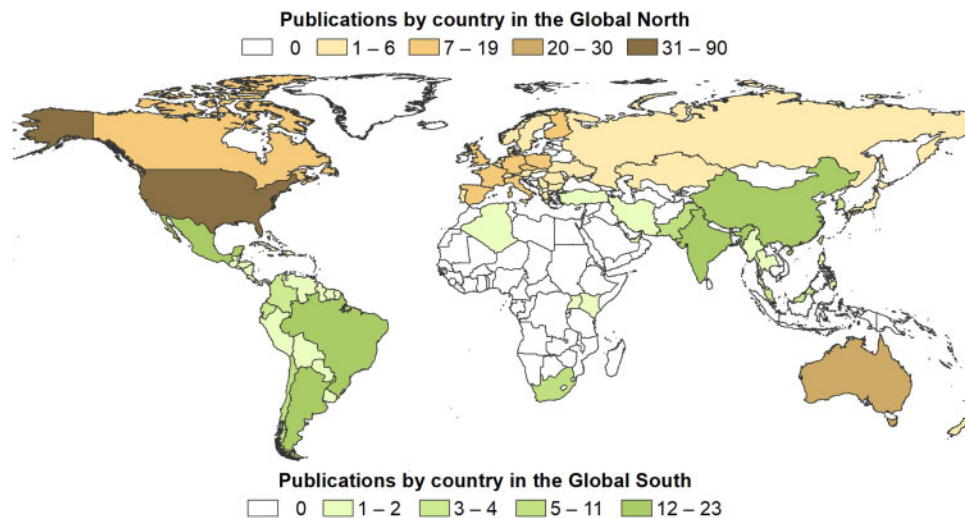 Publications by country in the Global North
0 1 – 6 7 – 19 20 – 30 31 – 90
Publications by country in the Global South
0 1 – 2 3 – 4 5 – 11 12 – 23